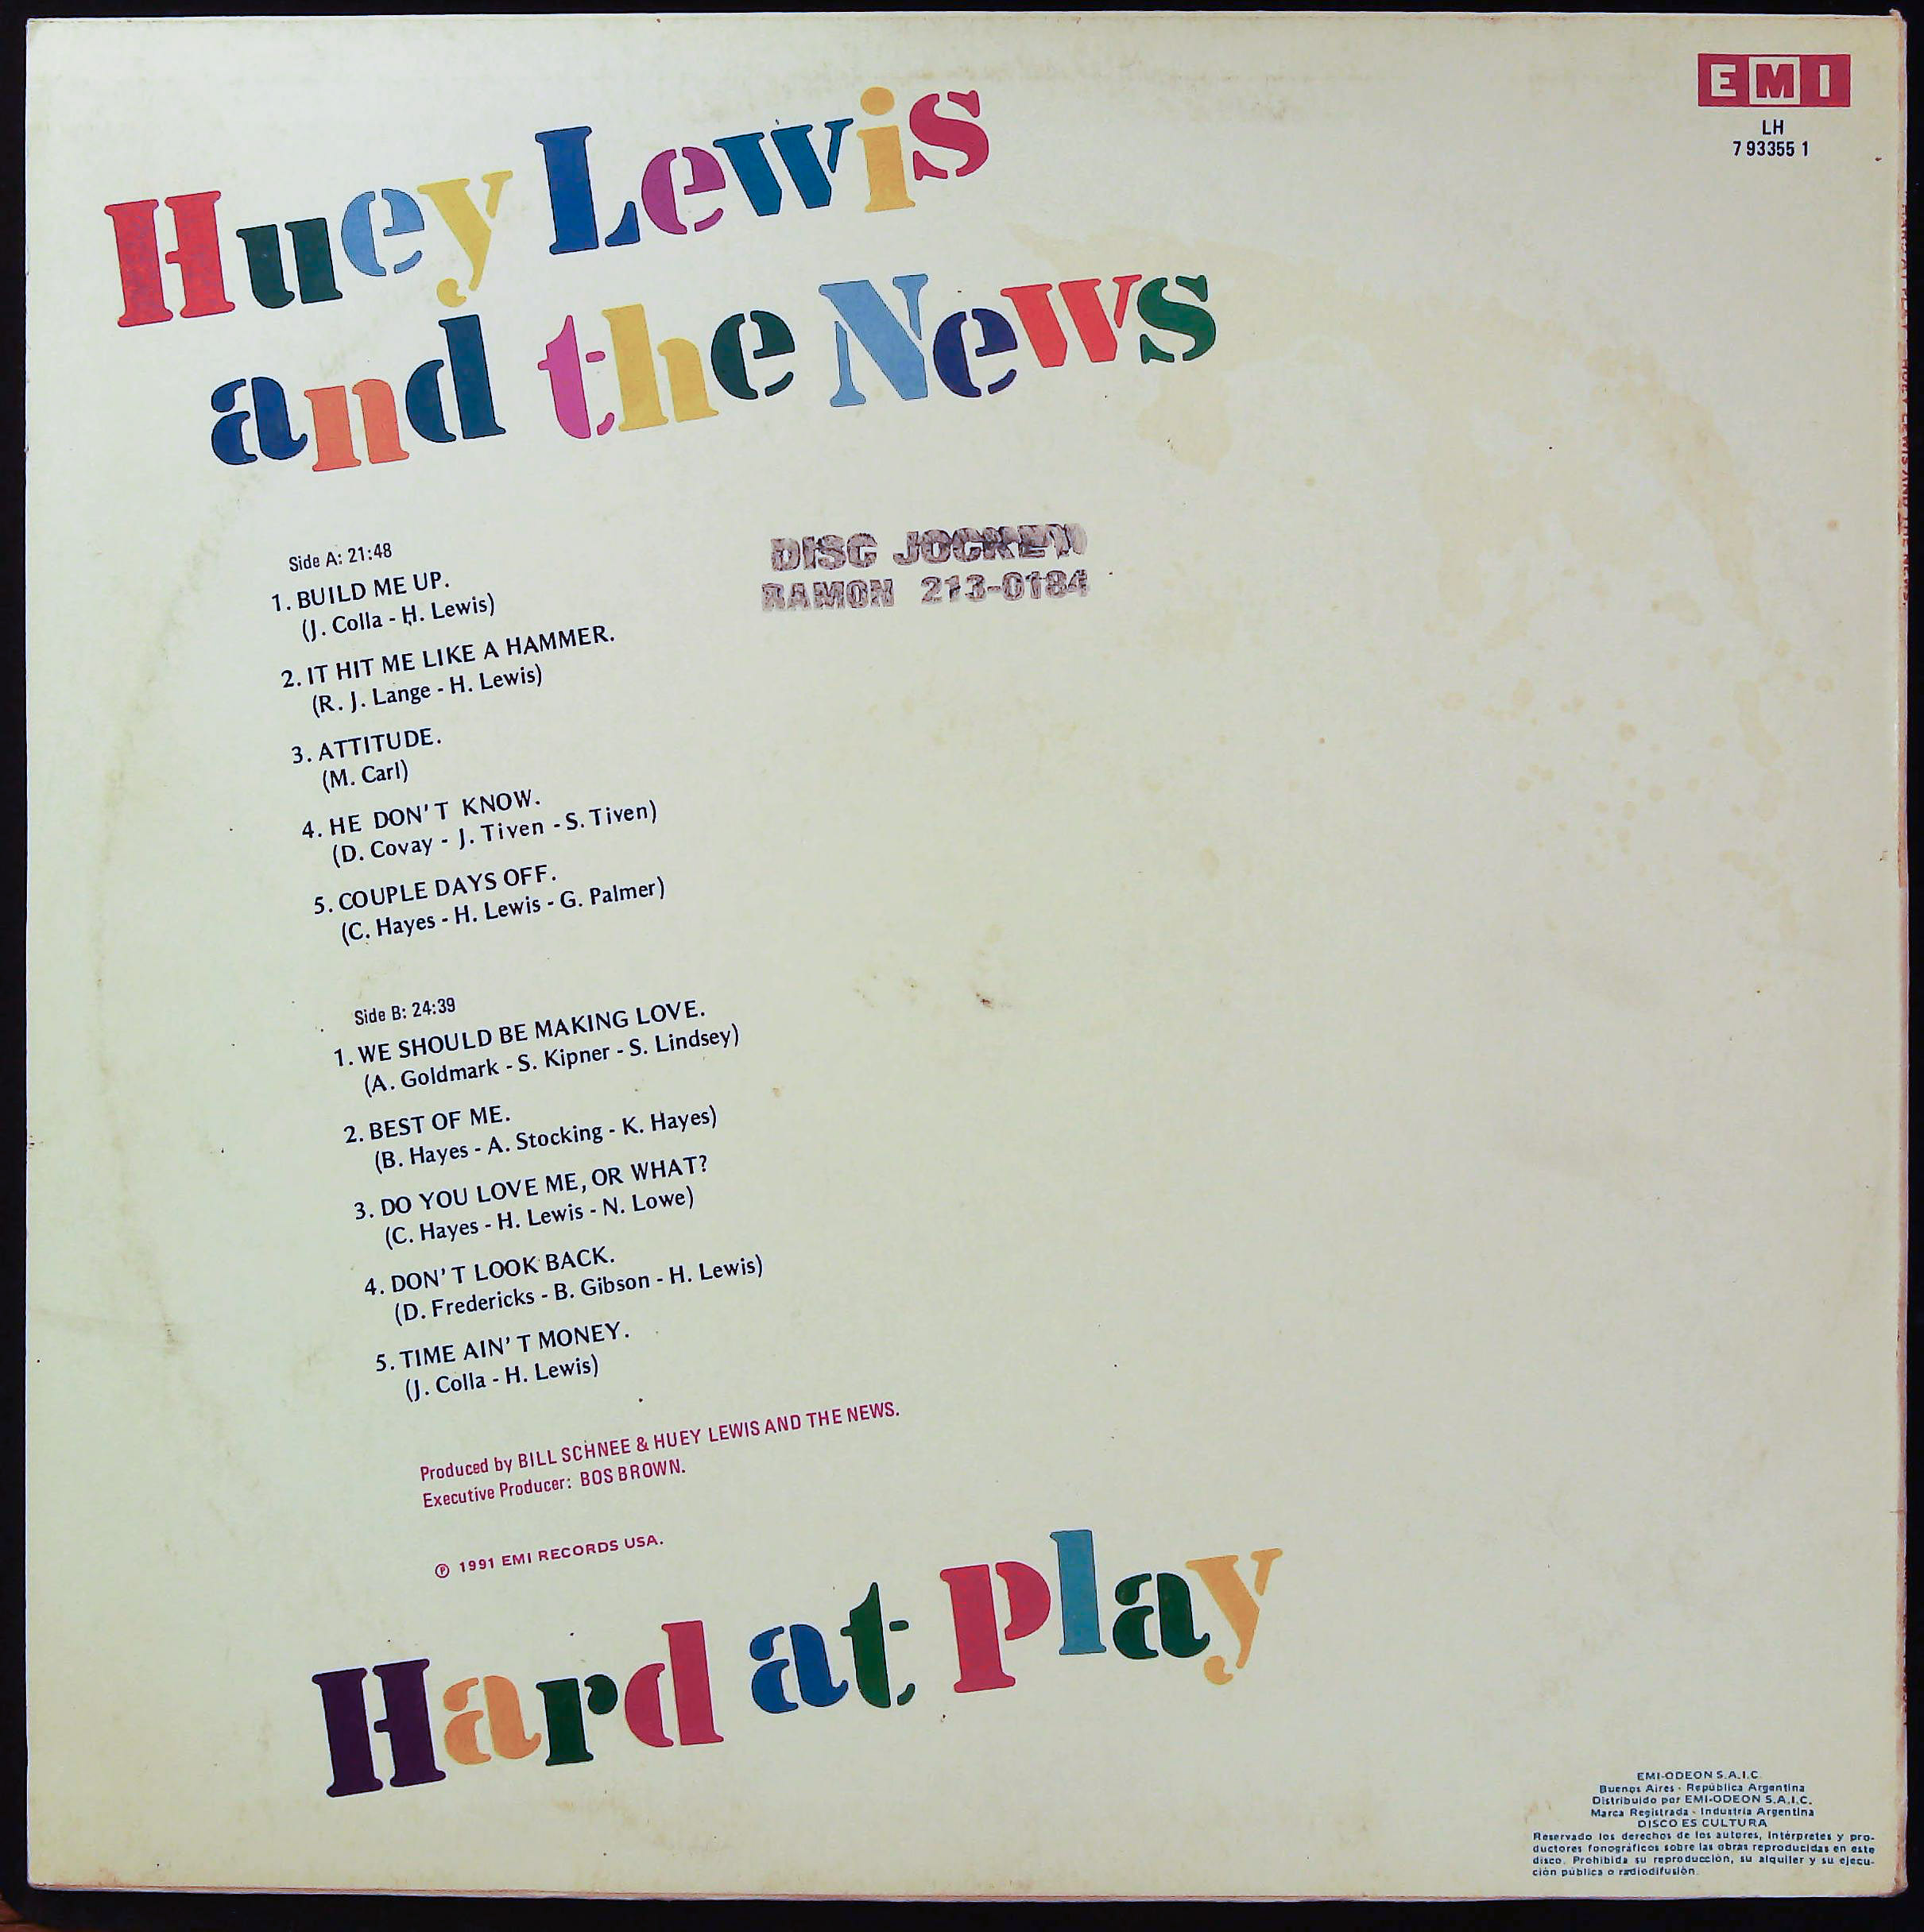 EMI
LH
7 93355 1
Huey Lewis
and the News
DISC JOCKEY
RAMON 213-0184
Side A: 21:48
1. BUILD ME UP.
(J. Colla - H. Lewis)
2. IT HIT ME LIKE A HAMMER.
(R. J. Lange - H. Lewis)
3. ATTITUDE.
(M. Carl)
4. HE DON'T KNOW.
(D. Covay - J. Tiven - S. Tiven)
5. COUPLE DAYS OFF.
(C. Hayes - H. Lewis - G. Palmer)
Side B: 24:39
1. WE SHOULD BE MAKING LOVE.
(A. Goldmark - S. Kipner - S. Lindsey)
2. BEST OF ME.
(B. Hayes - A. Stocking - K. Hayes)
3. DO YOU LOVE ME, OR WHAT?
(C. Hayes - H. Lewis - N. Lowe)
4. DON'T LOOK BACK.
(D. Fredericks - B. Gibson - H. Lewis)
5. TIME AIN'T MONEY.
(J. Colla - H. Lewis)
Produced by BILL SCHNEE & HUEY LEWIS AND THE NEWS.
Executive Producer: BOS BROWN.
℗ 1991 EMI RECORDS USA.
Hard at Play
EMI-ODEON S.A.I.C.
Buenos Aires - República Argentina
Distribuido por EMI-ODEON S.A.I.C.
Marca Registrada - Industria Argentina
DISCO ES CULTURA
Reservado los derechos de los autores, intérpretes y pro-
ductores fonográficos sobre las obras reproducidas en este
disco. Prohibida su reproducción, su alquiler y su ejecu-
ción pública o radiodifusión.